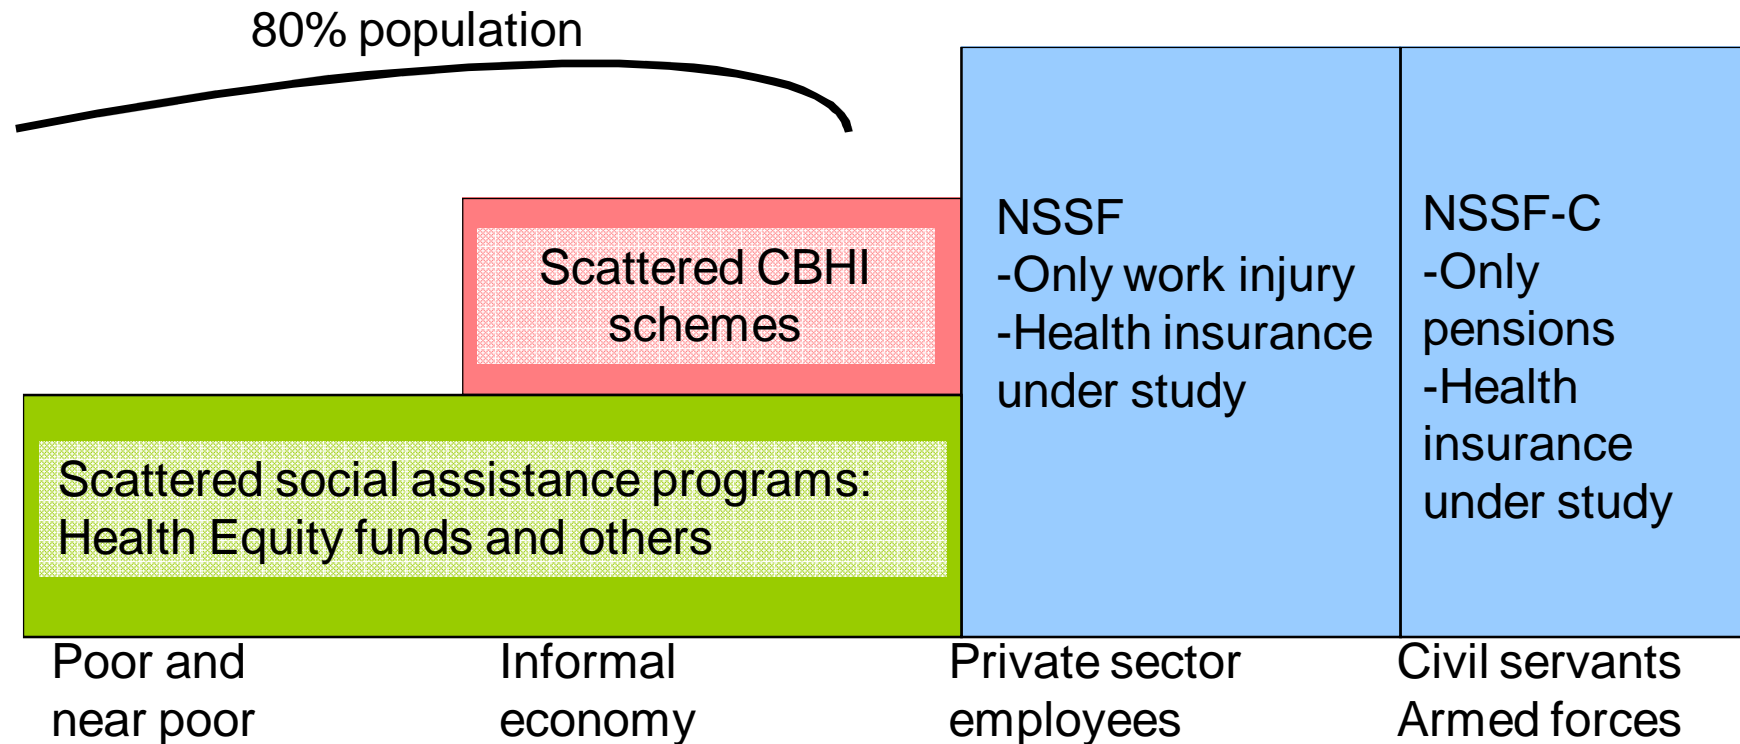 80% population
Scattered CBHI
schemes
Scattered social assistance programs:
Health Equity funds and others
NSSF
-Only work injury
-Health insurance
under study
NSSF-C
-Only
pensions
-Health
insurance
under study
Poor and
near poor
Informal
economy
Private sector
employees
Civil servants
Armed forces